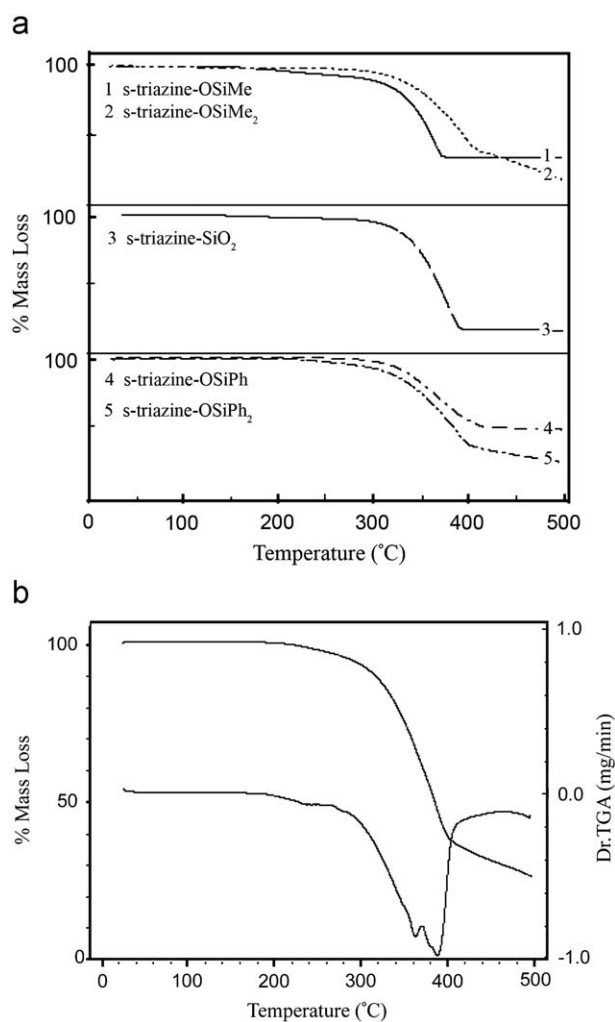 a
100
1 s-triazine-OSiMe
2 s-triazine-OSiMe₂
1
2
100
3 s-triazine-SiO₂
3
% Mass Loss
100
4 s-triazine-OSiPh
5 s-triazine-OSiPh₂
4
5
0 100 200 300 400 500
Temperature (°C)
b
100 1.0
% Mass Loss
50 0.0
Dr.TGA (mg/min)
0 -1.0
0 100 200 300 400 500
Temperature (°C)